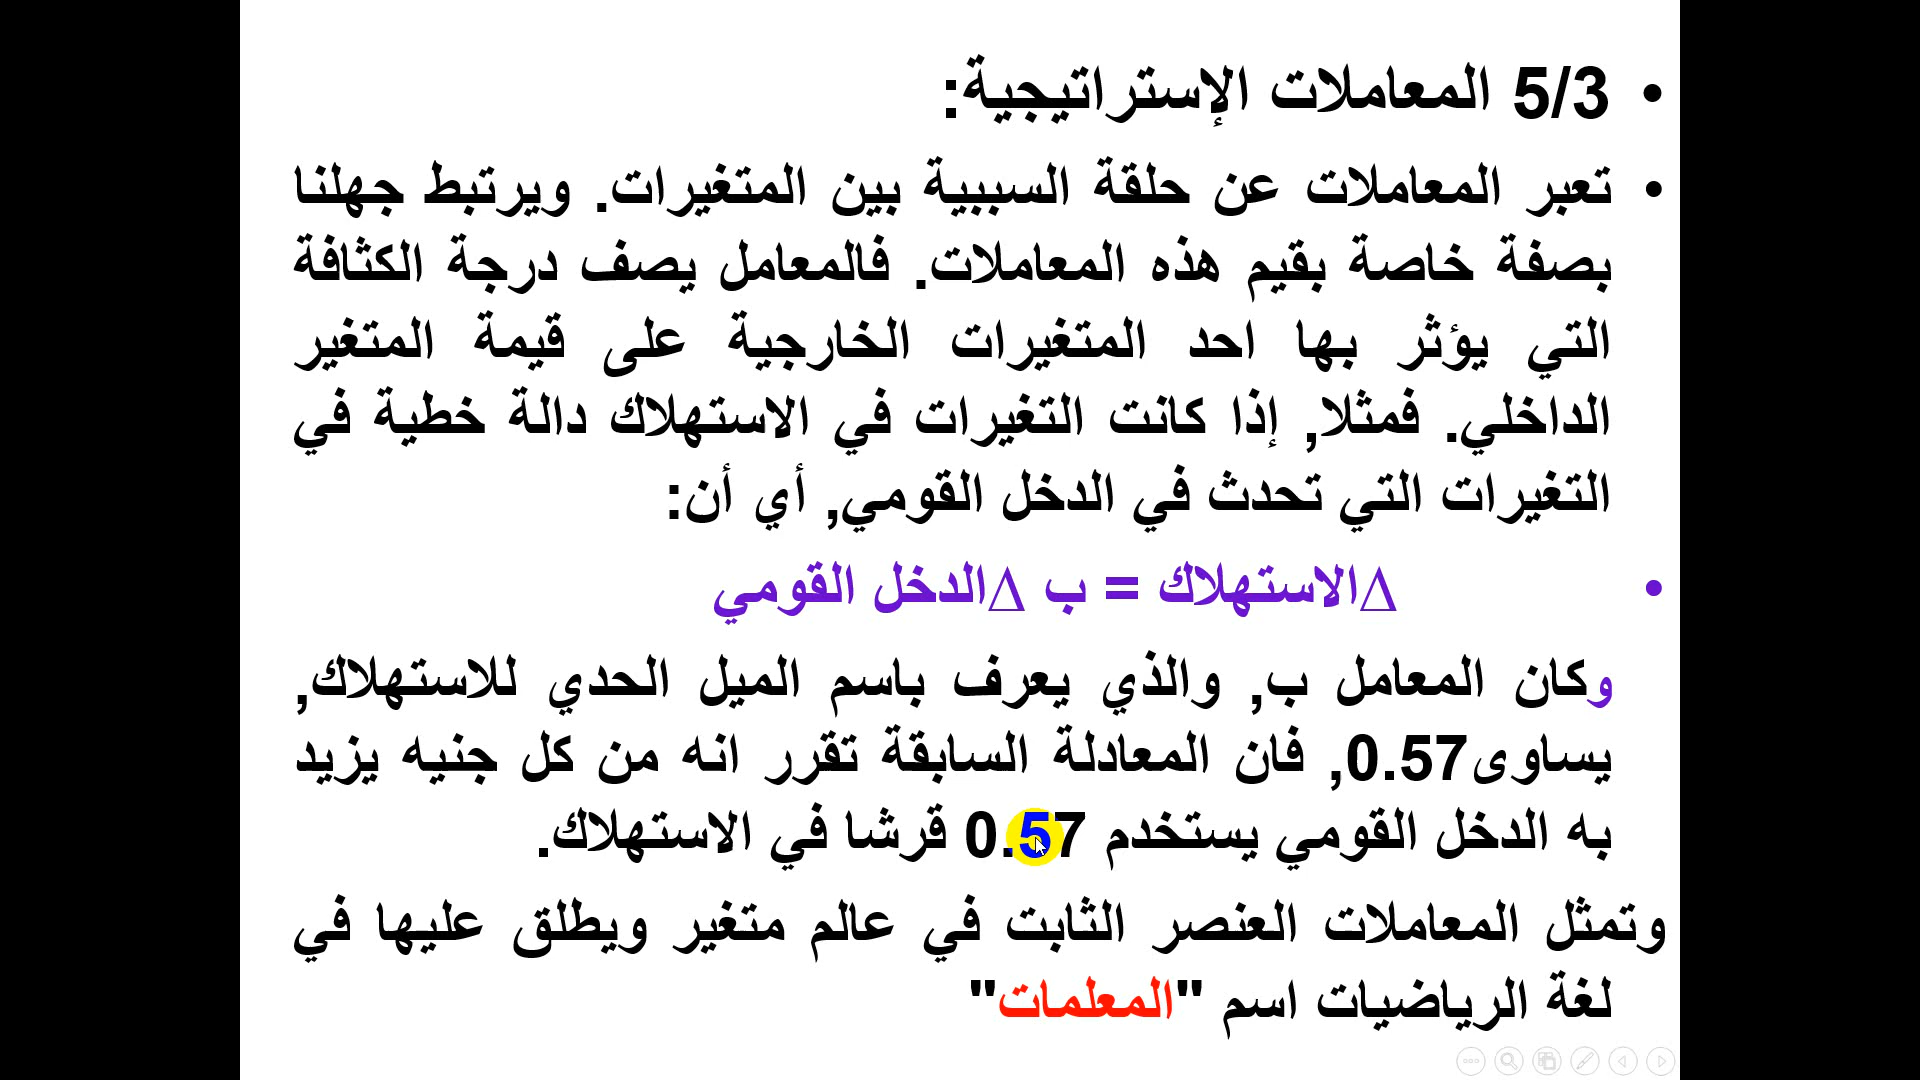 • 5/3 المعاملات الإستراتيجية:
• تعبر المعاملات عن حلقة السببية بين المتغيرات. ويرتبط جهلنا
بصفة خاصة بقيم هذه المعاملات. فالمعامل يصف درجة الكثافة
التي يؤثر بها احد المتغيرات الخارجية على قيمة المتغير
الداخلي. فمثلا, إذا كانت التغيرات في الاستهلاك دالة خطية في
التغيرات التي تحدث في الدخل القومي, أي أن:
• ∆الاستهلاك = ب ∆الدخل القومي
وكان المعامل ب, والذي يعرف باسم الميل الحدي للاستهلاك,
يساوى0.57, فان المعادلة السابقة تقرر انه من كل جنيه يزيد
به الدخل القومي يستخدم 0.57 قرشا في الاستهلاك.
وتمثل المعاملات العنصر الثابت في عالم متغير ويطلق عليها في
لغة الرياضيات اسم "المعلمات"